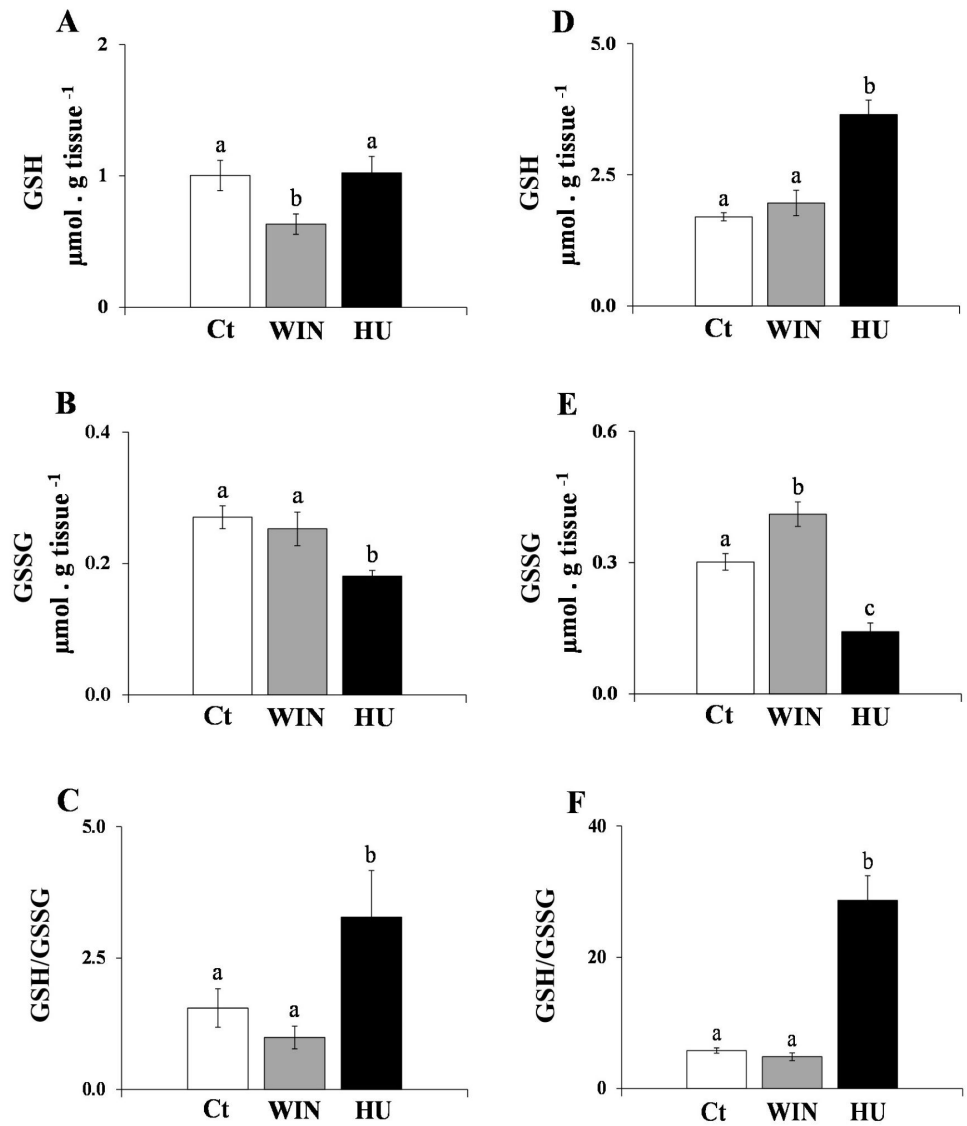 A
GSH
μmol . g tissue -1
2
1
0
a
b
a
Ct WIN HU
B
GSSG
μmol . g tissue -1
0.4
0.2
0.0
a
a
b
Ct WIN HU
C
GSH/GSSG
5.0
2.5
0.0
a
a
b
Ct WIN HU
D
GSH
μmol . g tissue -1
5.0
2.5
0.0
a
a
b
Ct WIN HU
E
GSSG
μmol . g tissue -1
0.6
0.3
0.0
a
b
c
Ct WIN HU
F
GSH/GSSG
40
20
0
a
a
b
Ct WIN HU